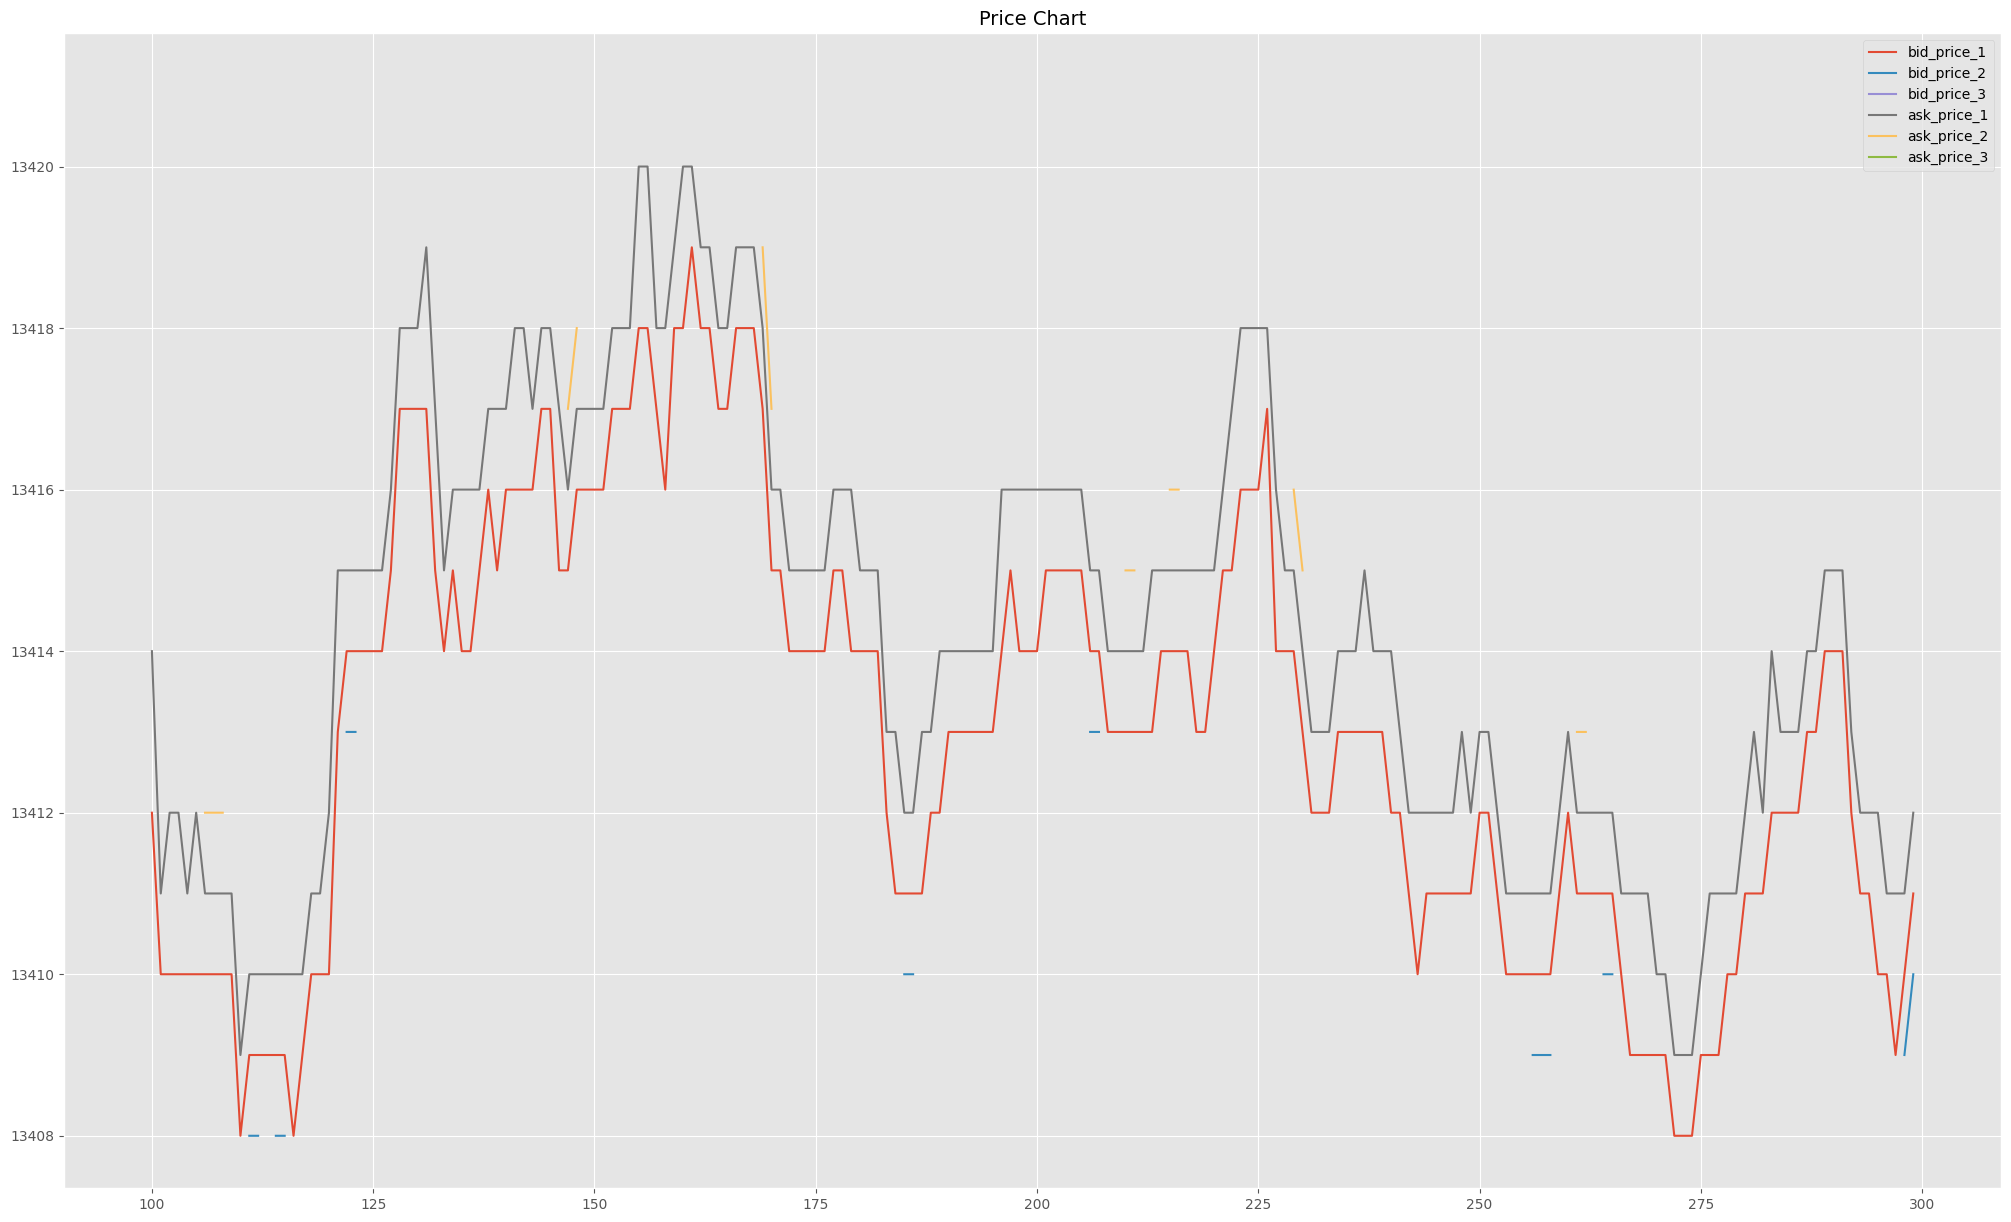 Price Chart
bid_price_1
bid_price_2
bid_price_3
ask_price_1
ask_price_2
ask_price_3
13420
13418
13416
13414
13412
13410
13408
100 125 150 175 200 225 250 275 300